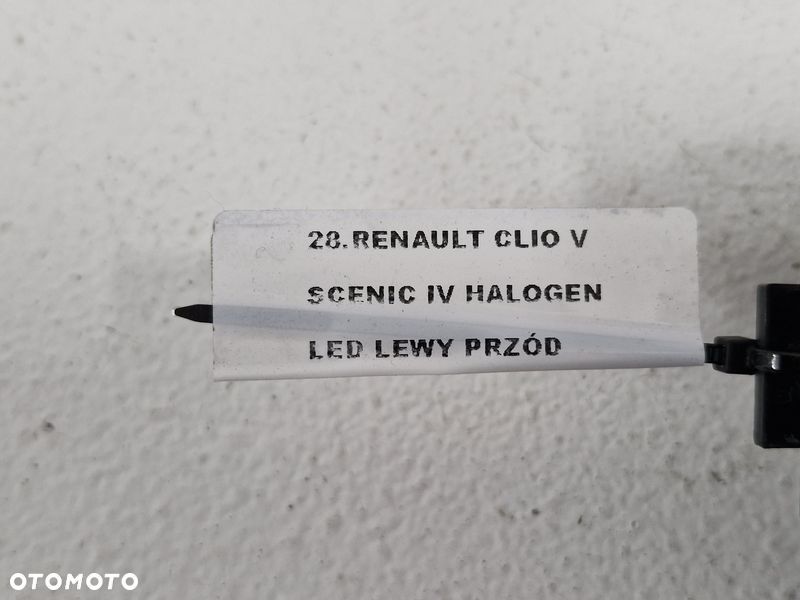 28.RENAULT CLIO V
SCENIC IV HALOGEN
LED LEWY PRZÓD
OTOMOTO